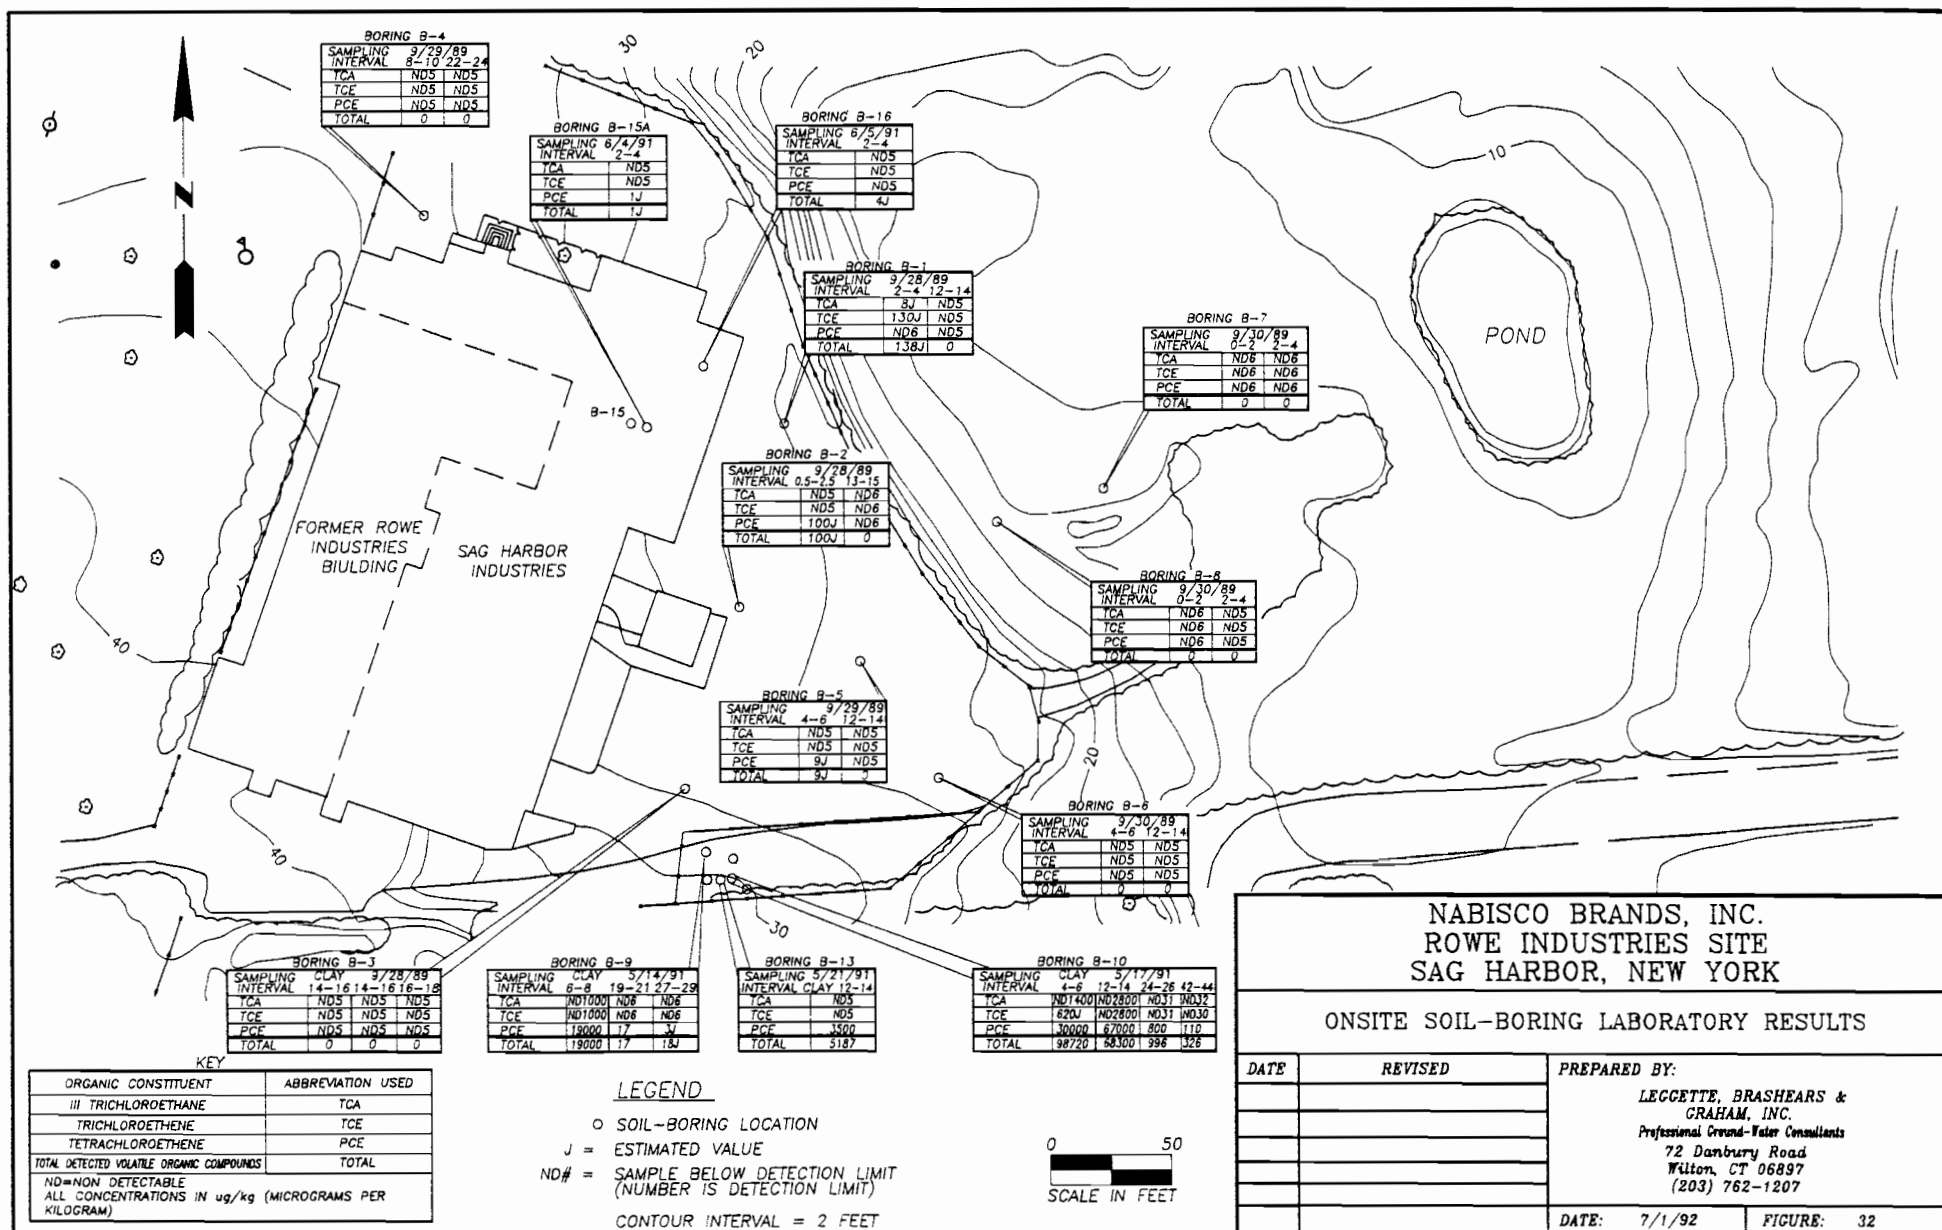 BORING B-4
SAMPLING 9/29/89
INTERVAL 8-10 22-24
TCA ND5 ND5
TCE ND5 ND5
PCE ND5 ND5
TOTAL 0 0
30
20
BORING B-15A
SAMPLING 6/4/91
INTERVAL 2-4
TCA ND5
TCE ND5
PCE 1J
TOTAL 1J
BORING B-16
SAMPLING 6/5/91
INTERVAL 2-4
TCA ND5
TCE ND5
PCE ND5
TOTAL 4J
10
N
BORING B-1
SAMPLING 9/28/89
INTERVAL 2-4 12-14
TCA 8J ND5
TCE 130J ND5
PCE ND6 ND5
TOTAL 138J 0
BORING B-7
SAMPLING 9/30/89
INTERVAL 0-2 2-4
TCA ND6 ND6
TCE ND6 ND6
PCE ND6 ND6
TOTAL 0 0
POND
B-15
BORING B-2
SAMPLING 9/28/89
INTERVAL 0.5-2.5 13-15
TCA ND5 ND6
TCE ND5 ND6
PCE 100J ND6
TOTAL 100J 0
FORMER ROWE
INDUSTRIES
BIULDING
SAG HARBOR
INDUSTRIES
BORING B-8
SAMPLING 9/30/89
INTERVAL 0-2 2-4
TCA ND6 ND5
TCE ND6 ND5
PCE ND6 ND5
TOTAL 0 0
40
BORING B-5
SAMPLING 9/29/89
INTERVAL 4-6 12-14
TCA ND5 ND5
TCE ND5 ND5
PCE 9J ND5
TOTAL 9J 0
20
BORING B-6
SAMPLING 9/30/89
INTERVAL 4-6 12-14
TCA ND5 ND5
TCE ND5 ND5
PCE ND5 ND5
TOTAL 0 0
40
30
BORING B-3
SAMPLING CLAY 9/28/89
INTERVAL 14-16 14-16 16-18
TCA ND5 ND5 ND5
TCE ND5 ND5 ND5
PCE ND5 ND5 ND5
TOTAL 0 0 0
BORING B-9
SAMPLING CLAY 5/14/91
INTERVAL 6-8 19-21 27-29
TCA ND1000 ND6 ND6
TCE ND1000 ND6 ND6
PCE 19000 17 3J
TOTAL 19000 17 18J
BORING B-13
SAMPLING 5/21/91
INTERVAL CLAY 12-14
TCA ND5
TCE ND5
PCE 3500
TOTAL 5187
BORING B-10
SAMPLING CLAY 5/17/91
INTERVAL 4-6 12-14 24-26 42-44
TCA ND1400 ND2800 ND31 ND32
TCE 620J ND2800 ND31 ND30
PCE 30000 67000 800 110
TOTAL 98720 68300 996 326
KEY
ORGANIC CONSTITUENT ABBREVIATION USED
III TRICHLOROETHANE TCA
TRICHLOROETHENE TCE
TETRACHLOROETHENE PCE
TOTAL DETECTED VOLATILE ORGANIC COMPOUNDS TOTAL
ND=NON DETECTABLE
ALL CONCENTRATIONS IN ug/kg (MICROGRAMS PER
KILOGRAM)
LEGEND
SOIL-BORING LOCATION
J = ESTIMATED VALUE
ND# = SAMPLE BELOW DETECTION LIMIT
(NUMBER IS DETECTION LIMIT)
CONTOUR INTERVAL = 2 FEET
0 50
SCALE IN FEET
NABISCO BRANDS, INC.
ROWE INDUSTRIES SITE
SAG HARBOR, NEW YORK
ONSITE SOIL-BORING LABORATORY RESULTS
DATE REVISED
PREPARED BY:
LEGGETTE, BRASHEARS &
GRAHAM, INC.
Professional Ground-Water Consultants
72 Danbury Road
Wilton, CT 06897
(203) 762-1207
DATE: 7/1/92 FIGURE: 32